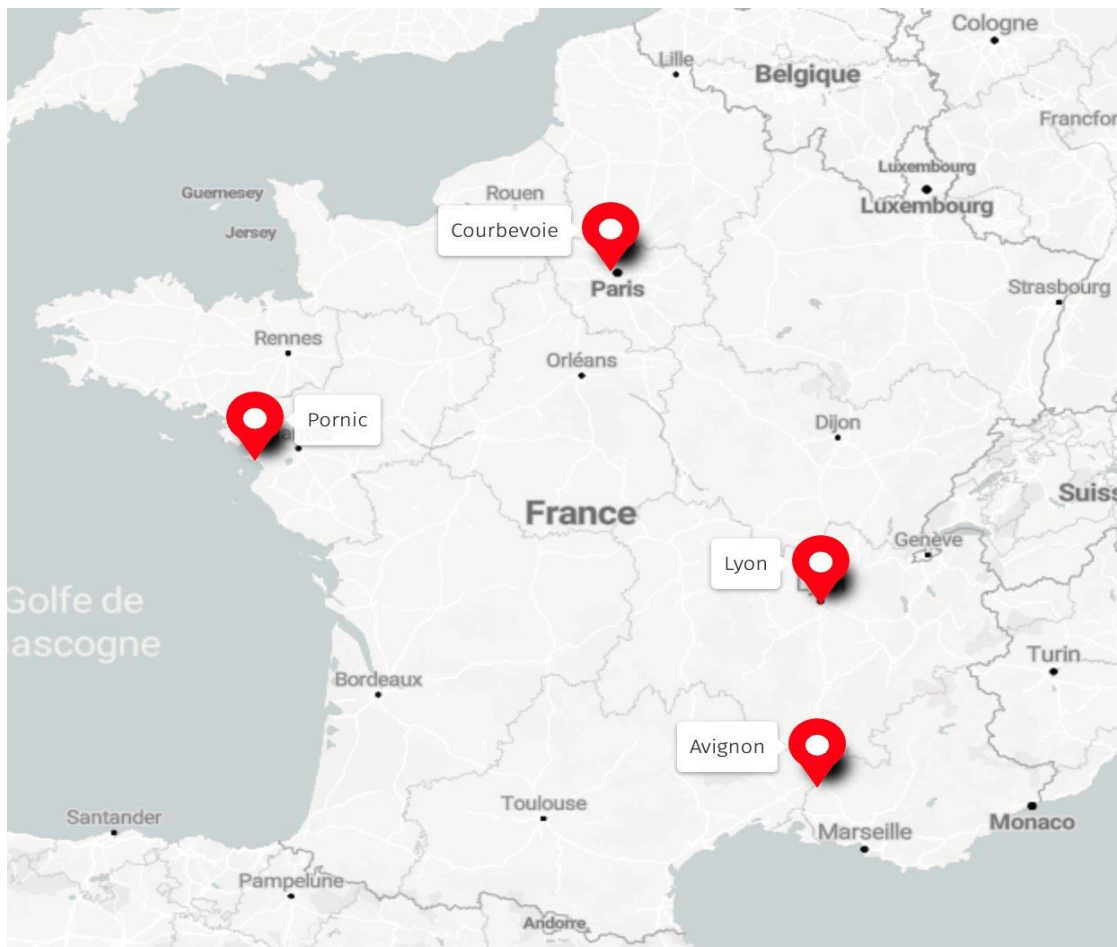 Cologne
Lille
Belgique
Francfor
Luxembourg
Guernesey
Rouen
Luxembourg
Courbevoie
Jersey
Strasbourg
Paris
Rennes
Orléans
Pornic
Dijon
Suiss
France
Genève
Lyon
Golfe de
ascogne
Turin
Bordeaux
Avignon
Toulouse
Santander
Monaco
Marseille
Pampelune
Andorre